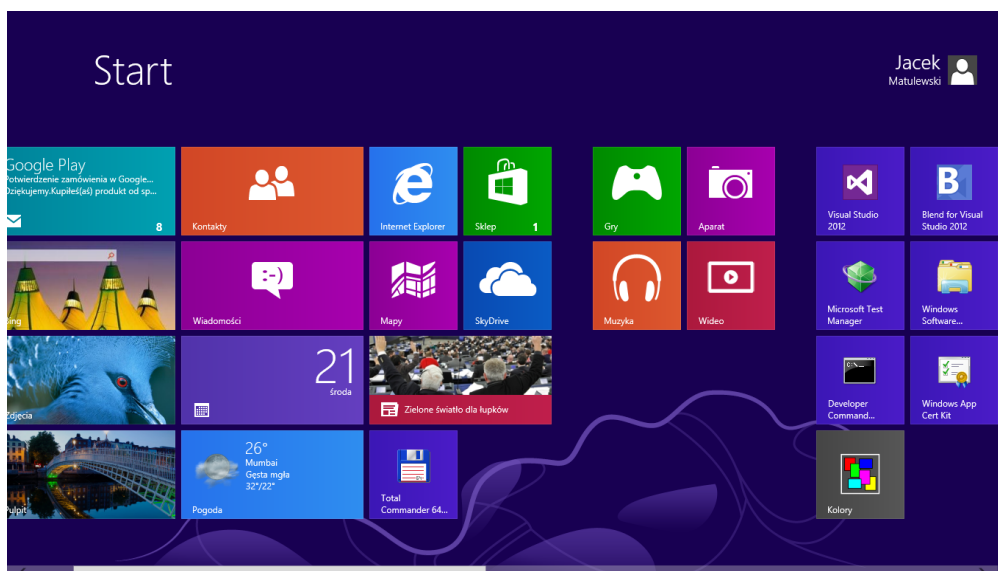 Start
Jacek
Matulewski
Google Play
Potwierdzenie zamówienia w Google...
Dziękujemy.Kupiłeś(aś) produkt od sp...
8
Kontakty
Internet Explorer
Sklep
1
Gry
Aparat
Visual Studio
2012
Blend for Visual
Studio 2012
Bing
Wiadomości
:-)
Mapy
SkyDrive
Muzyka
Wideo
Microsoft Test
Manager
Windows
Software...
Zdjęcia
21
środa
Zielone światło dla łupków
Developer
Command...
Windows App
Cert Kit
Pulpit
26°
Mumbai
Gęsta mgła
32°/22°
Pogoda
Total
Commander 64...
Kolory